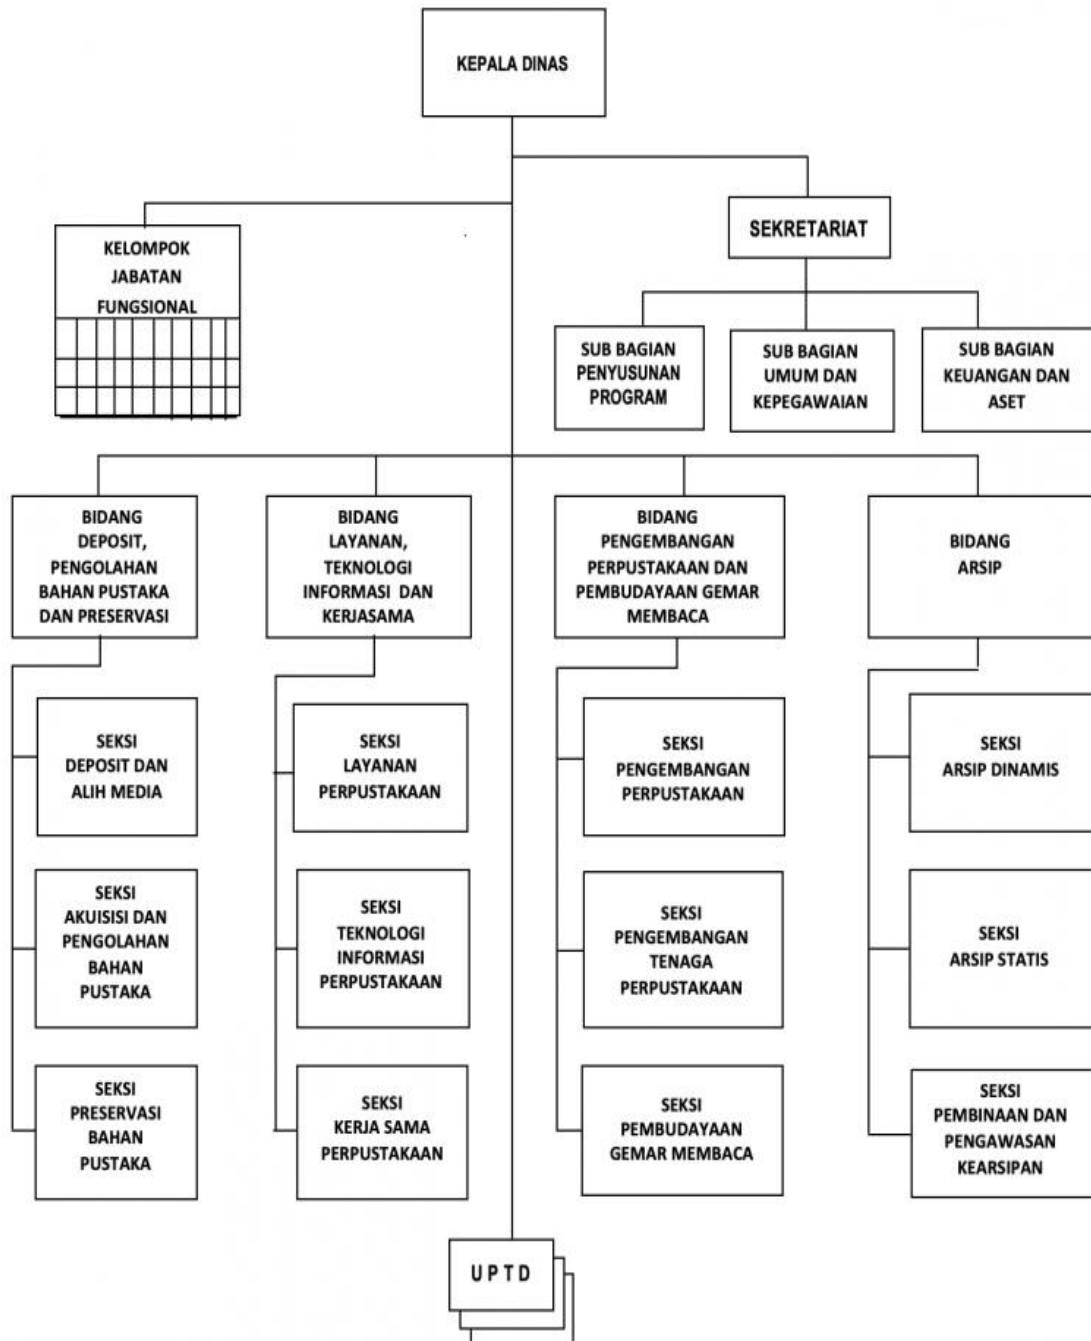 KEPALA DINAS
SEKRETARIAT
KELOMPOK
JABATAN
FUNGSIONAL
SUB BAGIAN
PENYUSUNAN
PROGRAM
SUB BAGIAN
UMUM DAN
KEPEGAWAIAN
SUB BAGIAN
KEUANGAN DAN
ASET
BIDANG
DEPOSIT,
PENGOLAHAN
BAHAN PUSTAKA
DAN PRESERVASI
BIDANG
LAYANAN,
TEKNOLOGI
INFORMASI DAN
KERJASAMA
BIDANG
PENGEMBANGAN
PERPUSTAKAAN DAN
PEMBUDAYAAN GEMAR
MEMBACA
BIDANG
ARSIP
SEKSI
DEPOSIT DAN
ALIH MEDIA
SEKSI
LAYANAN
PERPUSTAKAAN
SEKSI
PENGEMBANGAN
PERPUSTAKAAN
SEKSI
ARSIP DINAMIS
SEKSI
AKUISISI DAN
PENGOLAHAN
BAHAN
PUSTAKA
SEKSI
TEKNOLOGI
INFORMASI
PERPUSTAKAAN
SEKSI
PENGEMBANGAN
TENAGA
PERPUSTAKAAN
SEKSI
ARSIP STATIS
SEKSI
PRESERVASI
BAHAN
PUSTAKA
SEKSI
KERJA SAMA
PERPUSTAKAAN
SEKSI
PEMBUDAYAAN
GEMAR MEMBACA
SEKSI
PEMBINAAN DAN
PENGAWASAN
KEARSIPAN
U P T D